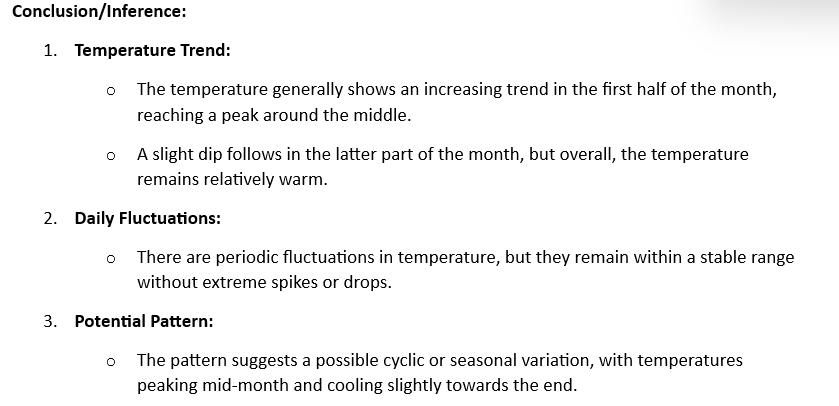 Conclusion/Inference:
1. Temperature Trend:
o The temperature generally shows an increasing trend in the first half of the month,
reaching a peak around the middle.
o A slight dip follows in the latter part of the month, but overall, the temperature
remains relatively warm.
2. Daily Fluctuations:
o There are periodic fluctuations in temperature, but they remain within a stable range
without extreme spikes or drops.
3. Potential Pattern:
o The pattern suggests a possible cyclic or seasonal variation, with temperatures
peaking mid-month and cooling slightly towards the end.